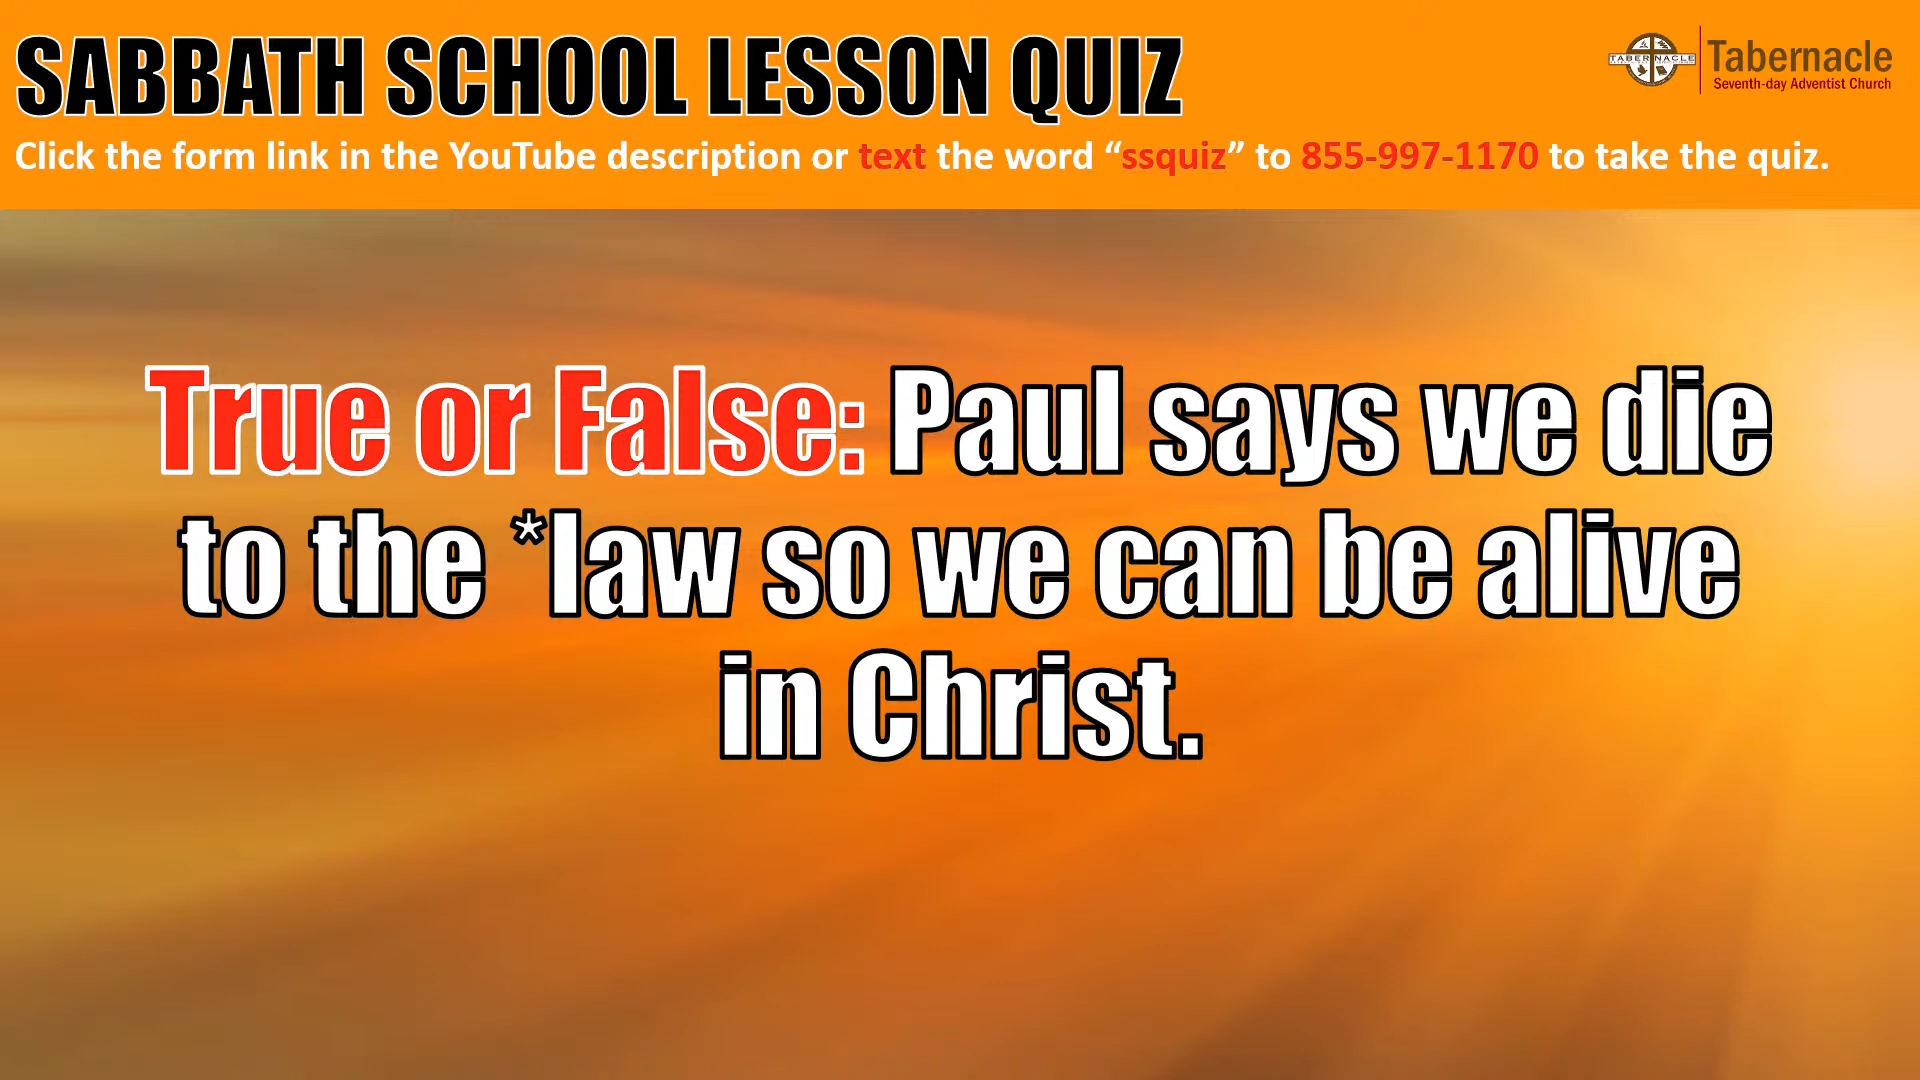 SABBATH SCHOOL LESSON QUIZ
TABERNACLE
Tabernacle
Seventh-day Adventist Church
Click the form link in the YouTube description or text the word “ssquiz” to 855-997-1170 to take the quiz.
True or False: Paul says we die
to the *law so we can be alive
in Christ.